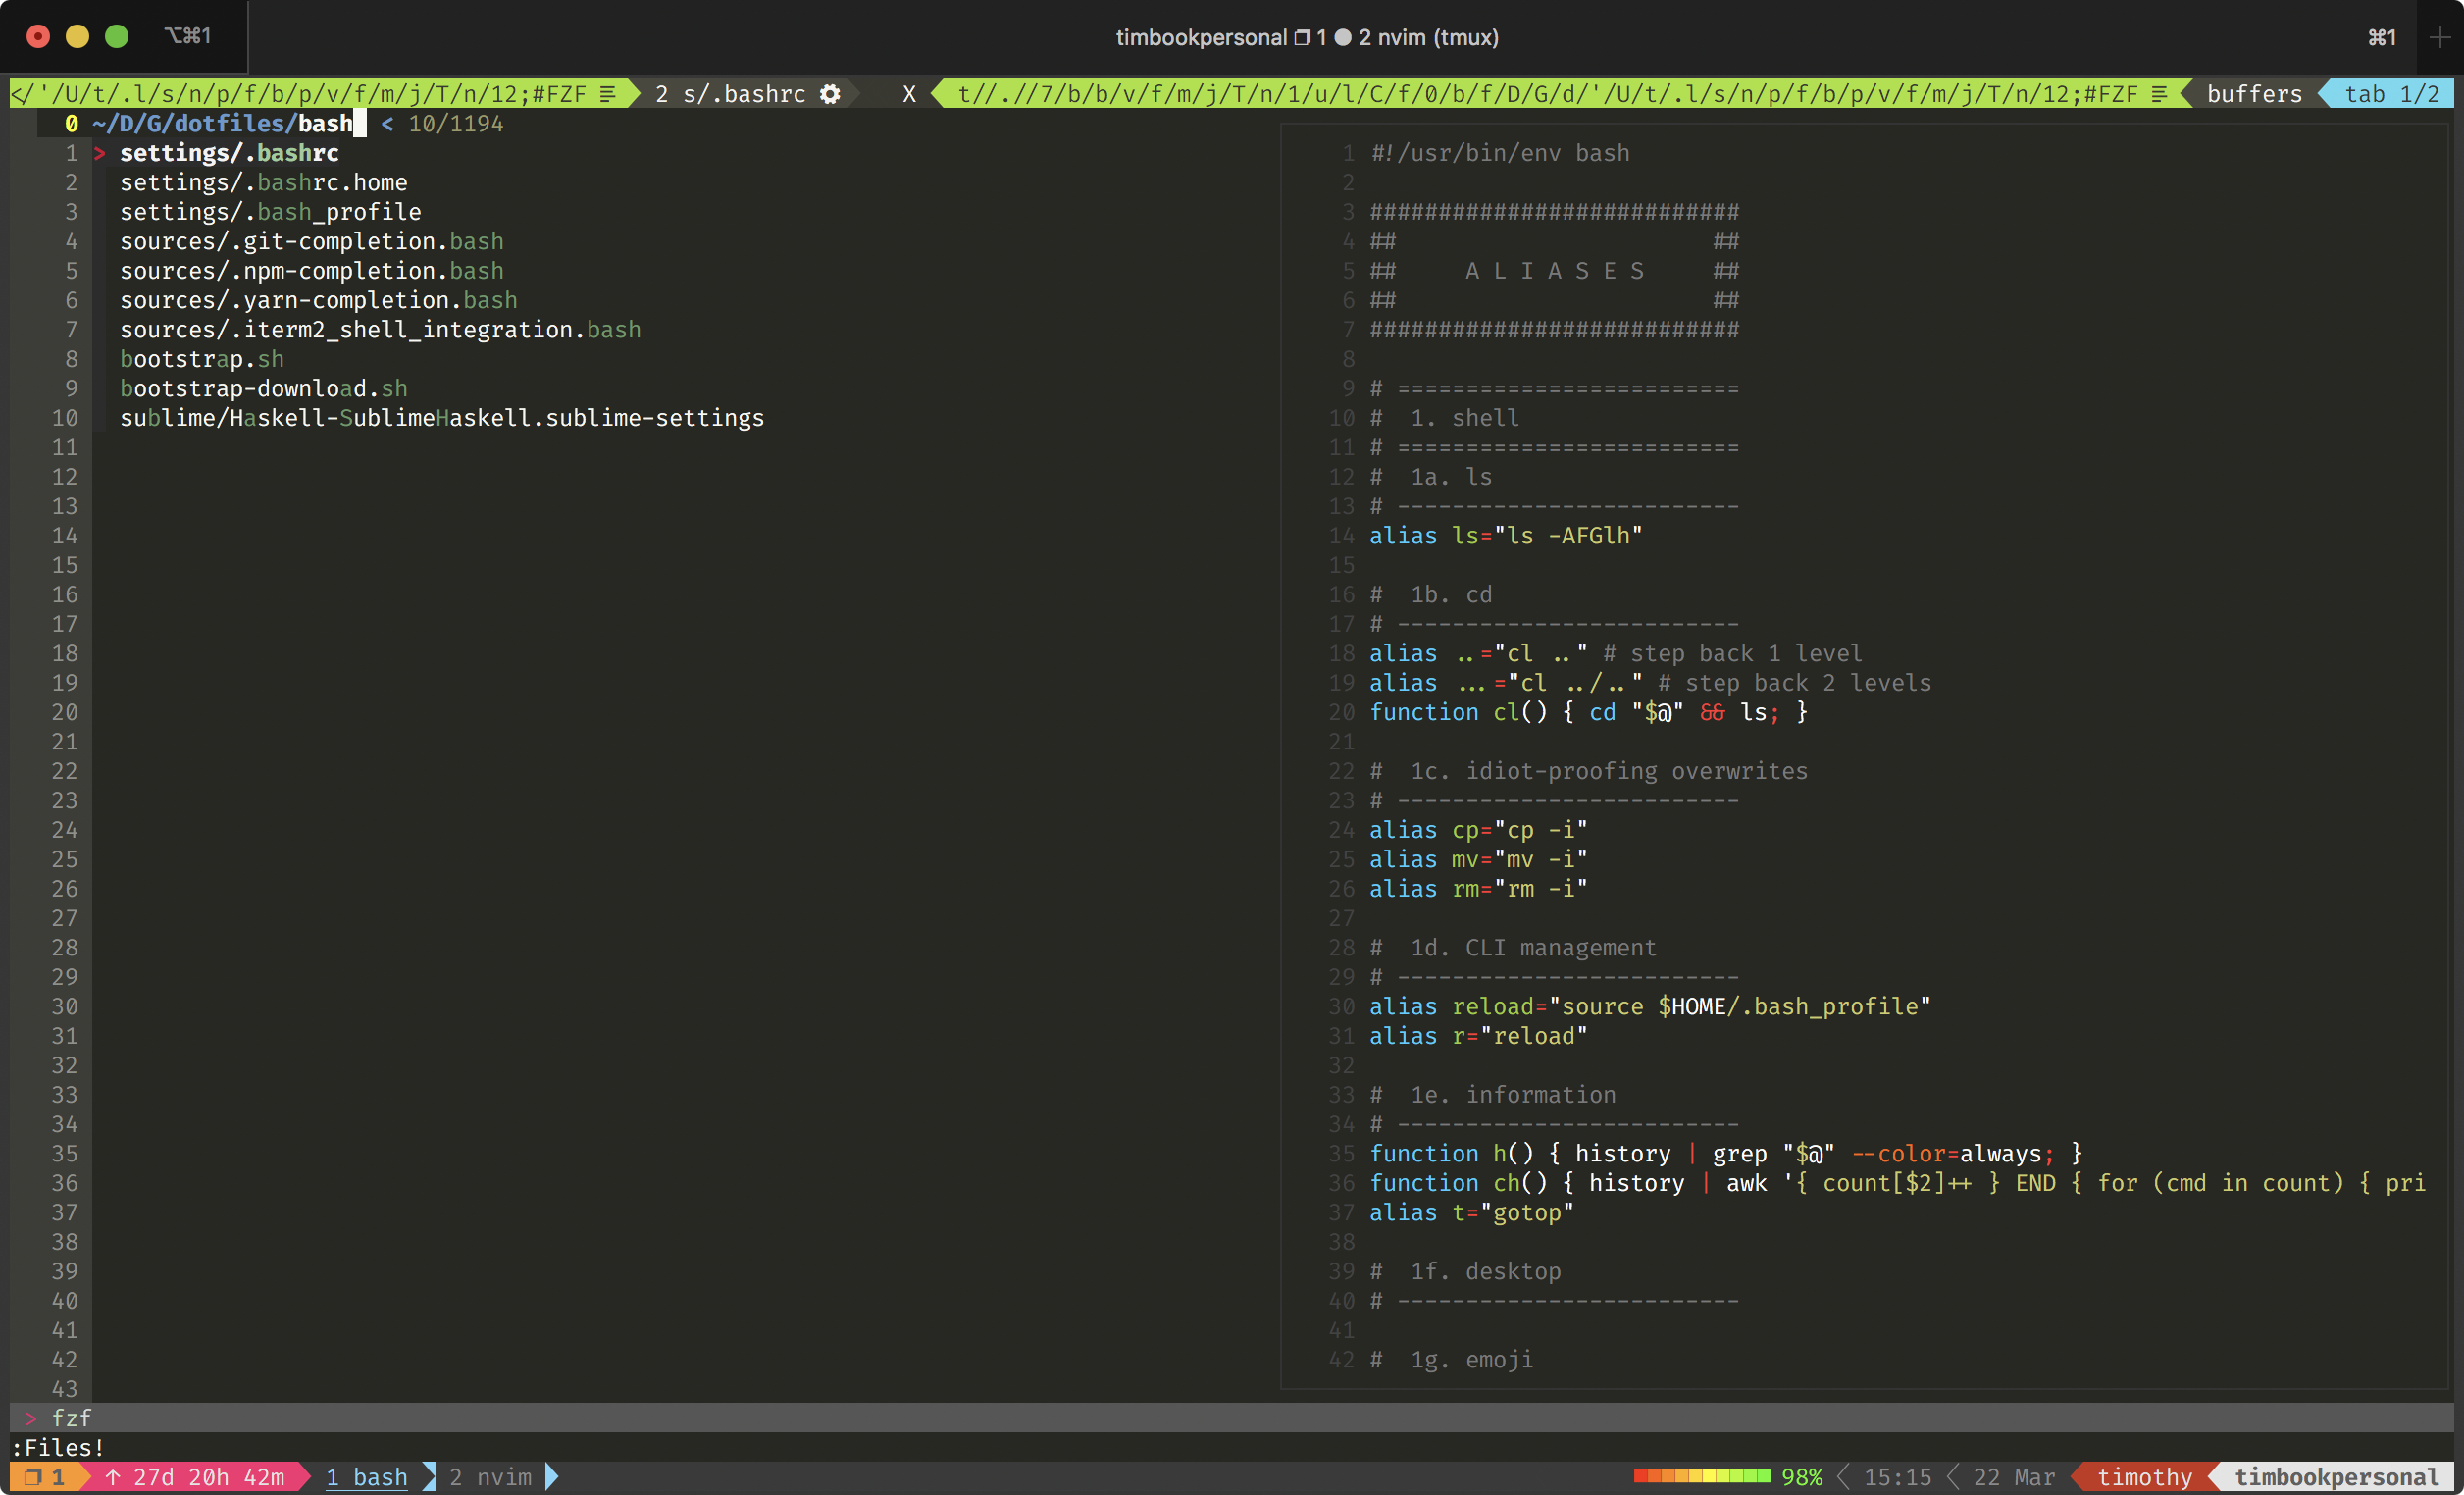 ⌥⌘1 timbookpersonal ❐ 1 ● 2 nvim (tmux) ⌘1 +
</'/U/t/.l/s/n/p/f/b/p/v/f/m/j/T/n/12;#FZF 2 s/.bashrc X t//.//7/b/b/v/f/m/j/T/n/1/u/l/C/f/0/b/f/D/G/d/'/U/t/.l/s/n/p/f/b/p/v/f/m/j/T/n/12;#FZF buffers tab 1/2
0 ~/D/G/dotfiles/bash < 10/1194
1 > settings/.bashrc
2 settings/.bashrc.home
3 settings/.bash_profile
4 sources/.git-completion.bash
5 sources/.npm-completion.bash
6 sources/.yarn-completion.bash
7 sources/.iterm2_shell_integration.bash
8 bootstrap.sh
9 bootstrap-download.sh
10 sublime/Haskell-SublimeHaskell.sublime-settings
11
12
13
14
15
16
17
18
19
20
21
22
23
24
25
26
27
28
29
30
31
32
33
34
35
36
37
38
39
40
41
42
43
1 #!/usr/bin/env bash
2
3 ###########################
4 ##                       ##
5 ##     A L I A S E S     ##
6 ##                       ##
7 ###########################
8
9 # =========================
10 #  1. shell
11 # =========================
12 #  1a. ls
13 # -------------------------
14 alias ls="ls -AFGlh"
15
16 #  1b. cd
17 # -------------------------
18 alias ..="cl .." # step back 1 level
19 alias ...="cl ../.." # step back 2 levels
20 function cl() { cd "$@" && ls; }
21
22 #  1c. idiot-proofing overwrites
23 # -------------------------
24 alias cp="cp -i"
25 alias mv="mv -i"
26 alias rm="rm -i"
27
28 #  1d. CLI management
29 # -------------------------
30 alias reload="source $HOME/.bash_profile"
31 alias r="reload"
32
33 #  1e. information
34 # -------------------------
35 function h() { history | grep "$@" --color=always; }
36 function ch() { history | awk '{ count[$2]++ } END { for (cmd in count) { pri
37 alias t="gotop"
38
39 #  1f. desktop
40 # -------------------------
41
42 #  1g. emoji
> fzf
:Files!
❐ 1 ↑ 27d 20h 42m 1 bash 2 nvim 98% 15:15 22 Mar timothy timbookpersonal